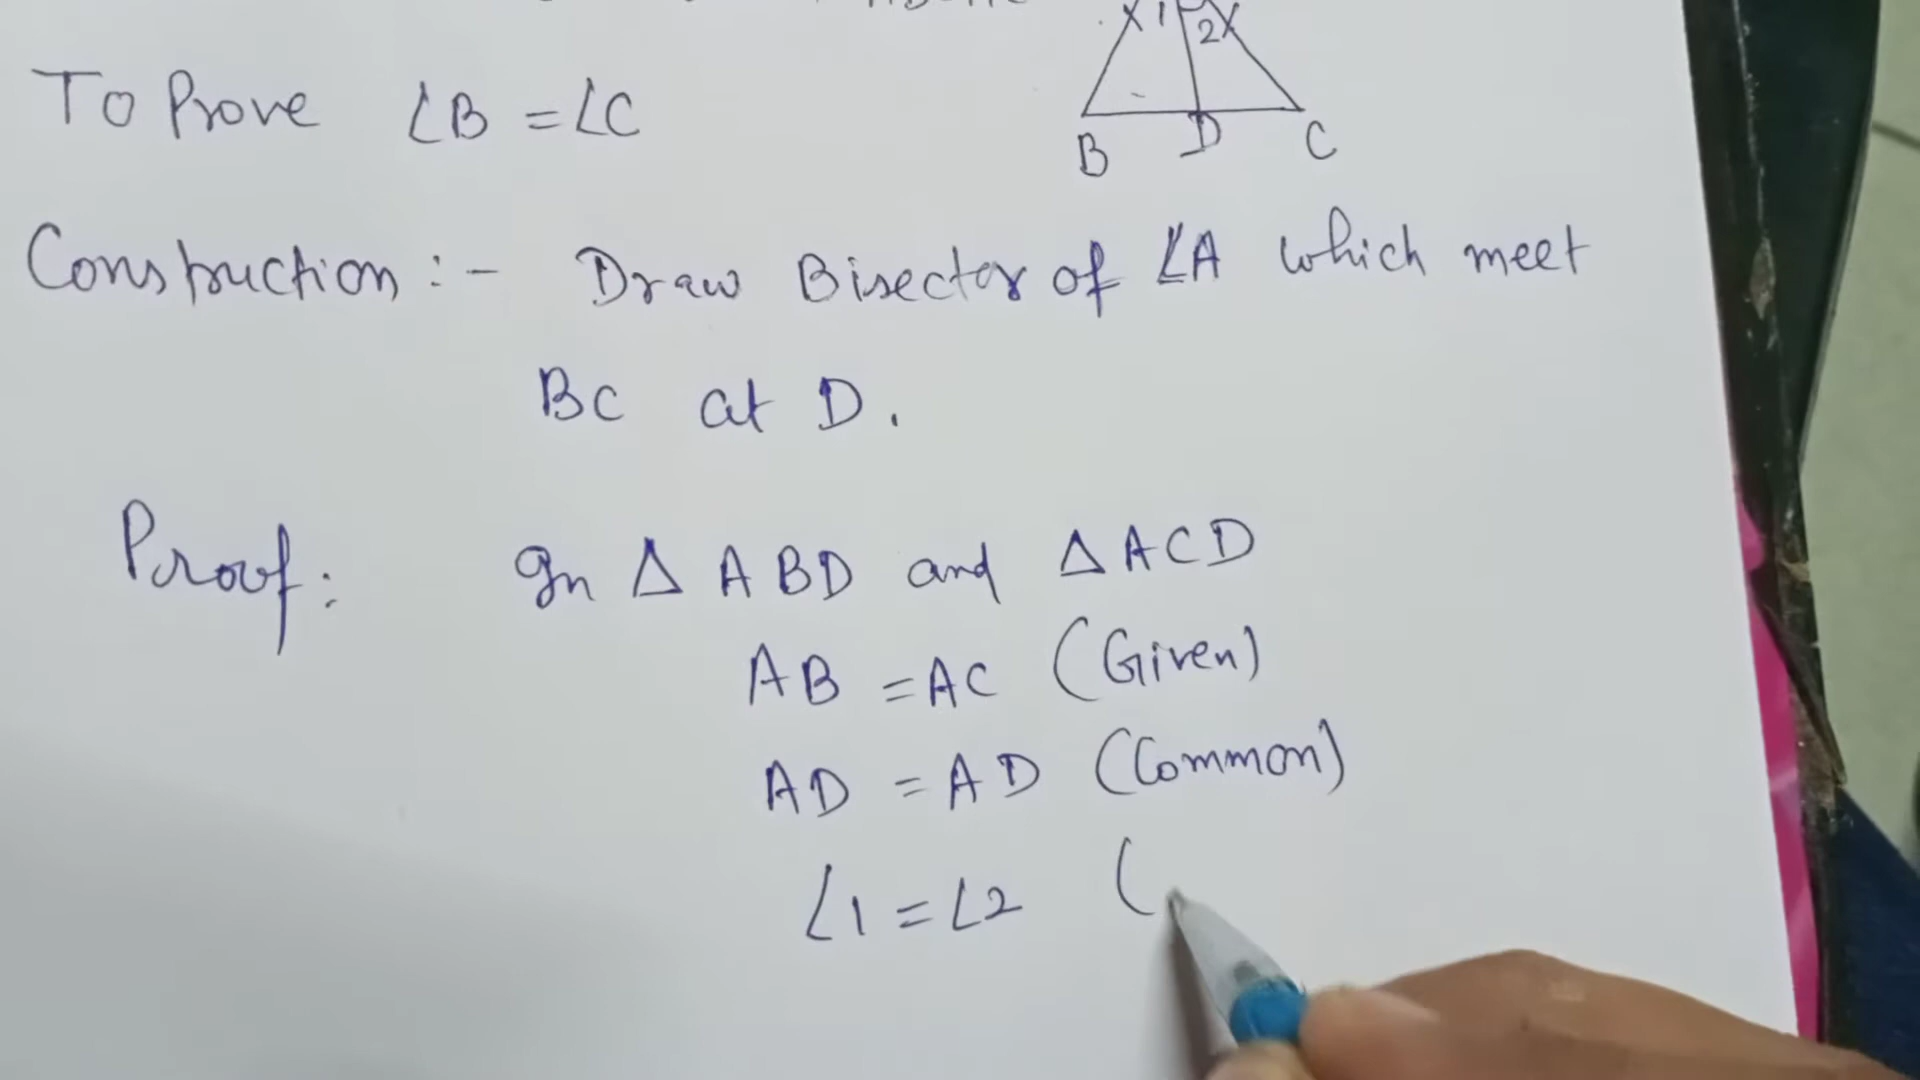 X 1 2 X
To Prove ∠B = ∠C
B D C
Construction :- Draw Bisector of ∠A which meet
BC at D.
Proof: In Δ ABD and ΔACD
AB = AC (Given)
AD = AD (Common)
∠1 = ∠2 (